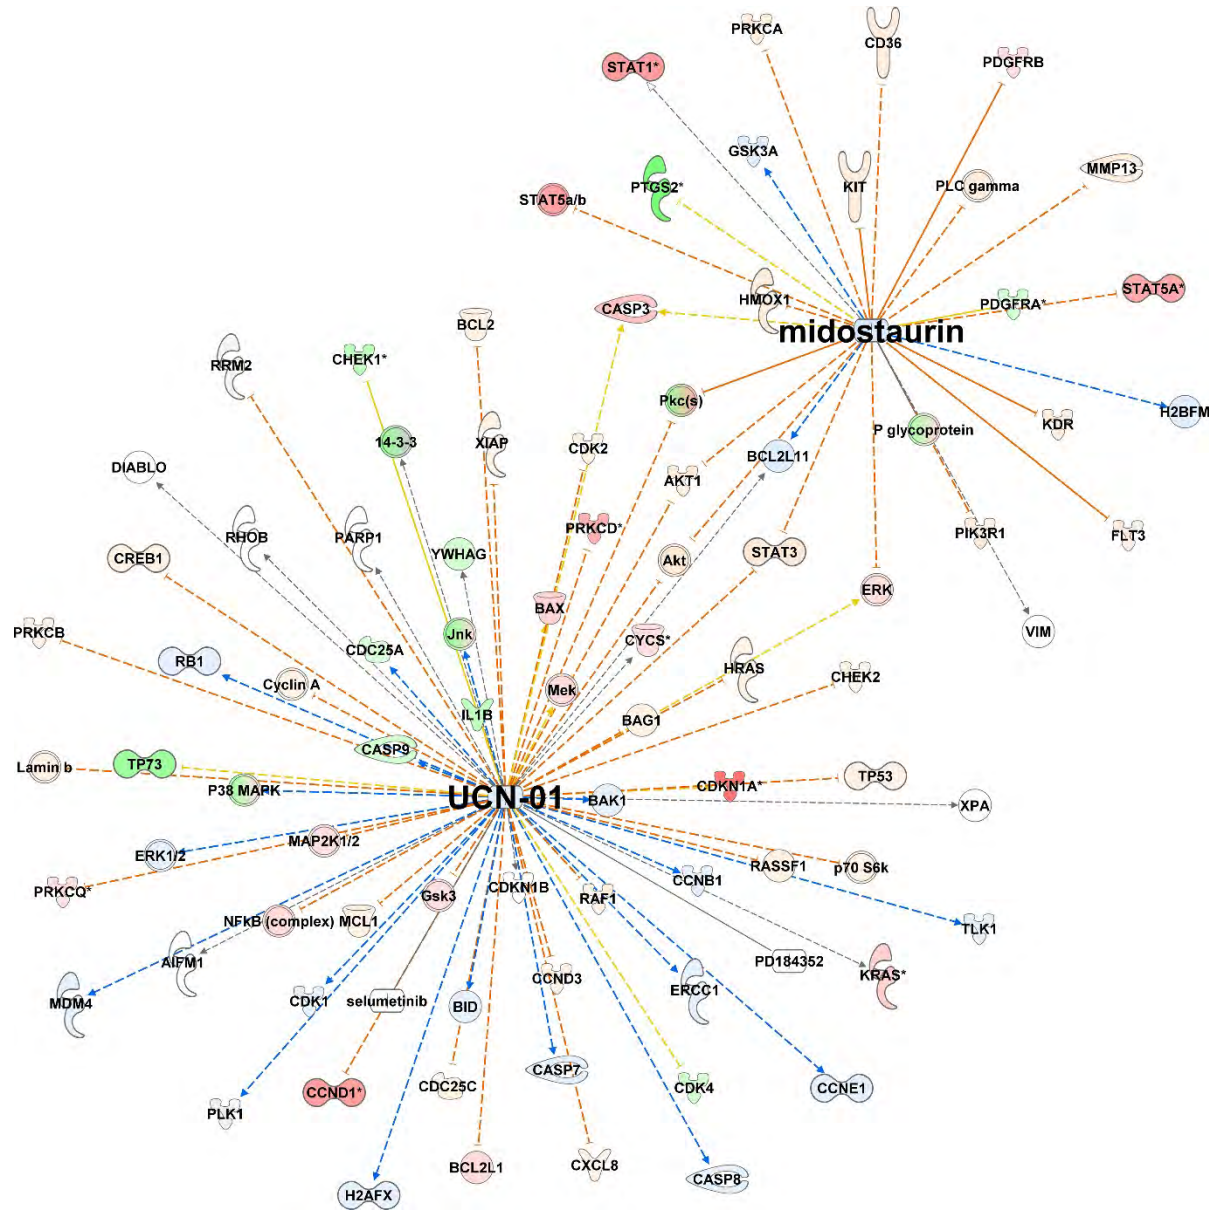 PRKCA
CD36
STAT1*
PDGFRB
GSK3A
KIT
PTGS2*
PLC gamma
MMP13
STAT5a/b
HMOX1
PDGFRA*
STAT5A*
CASP3
BCL2
midostaurin
RRM2
CHEK1*
Pkc(s)
H2BFM
KDR
P glycoprotein
14-3-3
XIAP
CDK2
BCL2L11
DIABLO
AKT1
PRKCD*
PIK3R1
FLT3
RHOB
PARP1
YWHAG
STAT3
CREB1
Akt
ERK
BAX
PRKCB
Jnk
CYCS*
VIM
CDC25A
RB1
HRAS
CHEK2
Cyclin A
Mek
IL1B
BAG1
CASP9
Lamin b
TP73
TP53
P38 MAPK
UCN-01
CDKN1A*
BAK1
XPA
MAP2K1/2
ERK1/2
RASSF1
p70 S6k
CCNB1
PRKCQ*
CDKN1B
Gsk3
RAF1
NFkB (complex)
MCL1
TLK1
AIFM1
PD184352
KRAS*
CCND3
MDM4
CDK1
selumetinib
BID
ERCC1
CASP7
CCND1*
CDC25C
CDK4
CCNE1
PLK1
BCL2L1
CXCL8
CASP8
H2AFX